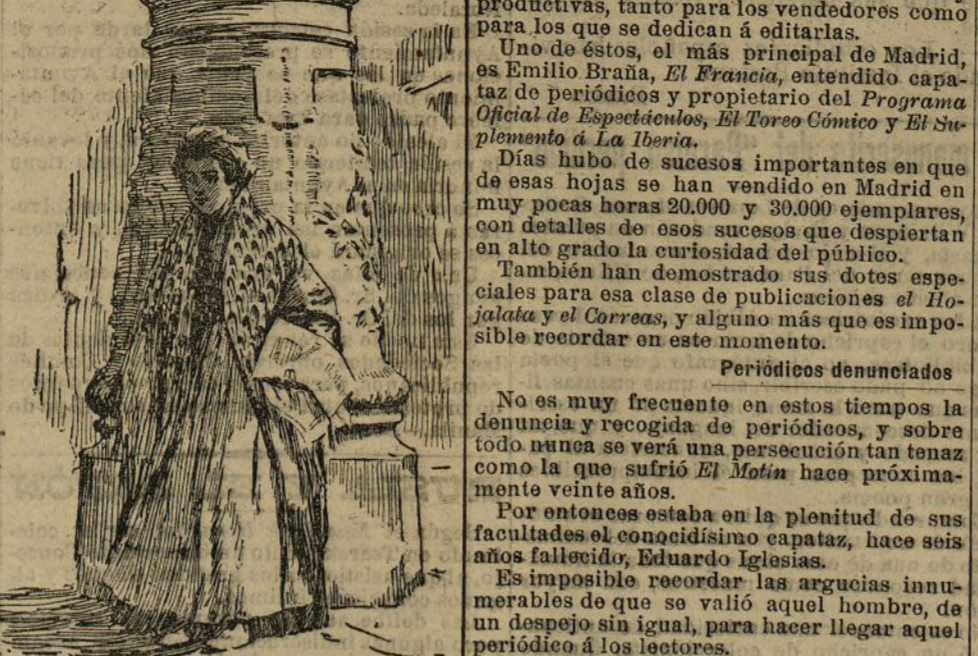 productivas, tanto para los vendedores como
para los que se dedican á editarlas.
Uno de éstos, el más principal de Madrid,
es Emilio Braña, El Francia, entendido capa-
taz de periódicos y propietario del Programa
Oficial de Espectáculos, El Toreo Cómico y El Su-
plemento á La Iberia.
Días hubo de sucesos importantes en que
de esas hojas se han vendido en Madrid en
muy pocas horas 20.000 y 30.000 ejemplares,
con detalles de esos sucesos que despiertan
en alto grado la curiosidad del público.
También han demostrado sus dotes espe-
ciales para esa clase de publicaciones el Ho-
jalata y el Correas, y alguno más que es impo-
sible recordar en este momento.
Periódicos denunciados
No es muy frecuente en estos tiempos la
denuncia y recogida de periódicos, y sobre
todo nunca se verá una persecución tan tenaz
como la que sufrió El Motín hace próxima-
mente veinte años.
Por entonces estaba en la plenitud de sus
facultades el conocidísimo capataz, hace seis
años fallecido, Eduardo Iglesias.
Es imposible recordar las argucias innu-
merables de que se valió aquel hombre, de
un despejo sin igual, para hacer llegar aquel
periódico á los lectores.